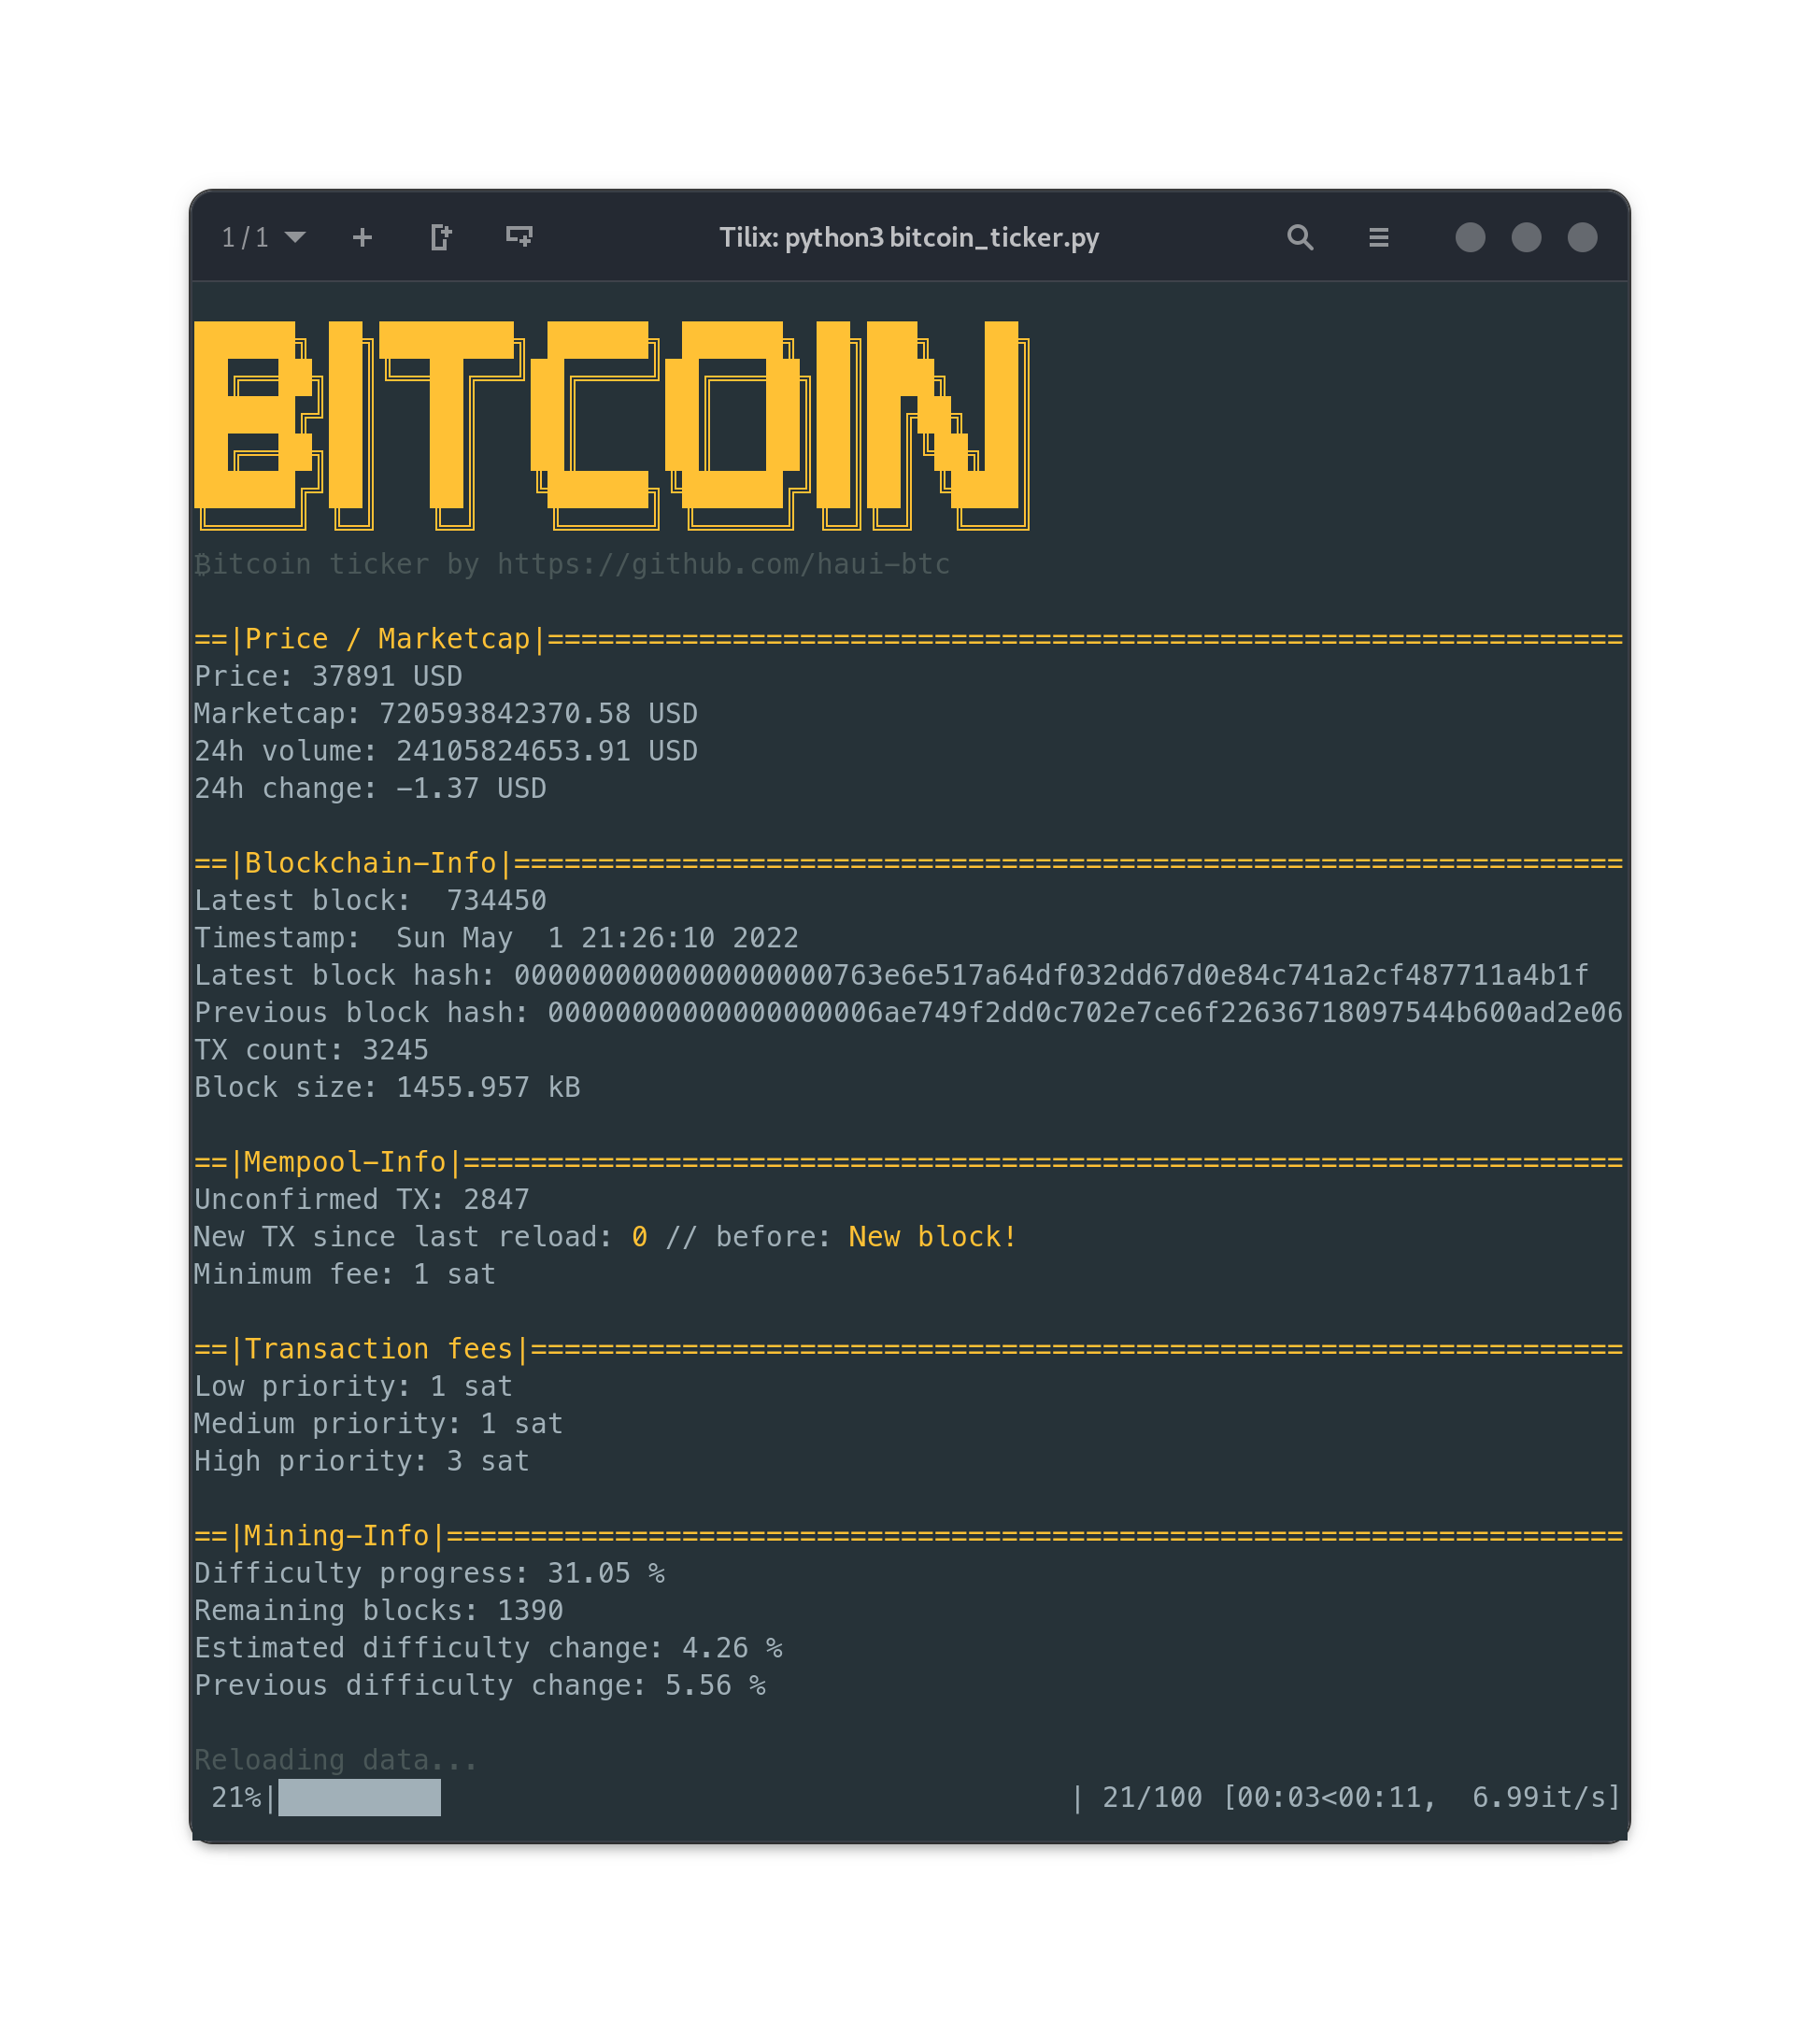 1 / 1
Tilix: python3 bitcoin_ticker.py
BITCOIN
₿itcoin ticker by https://github.com/haui-btc
==|Price / Marketcap|================================================================
Price: 37891 USD
Marketcap: 720593842370.58 USD
24h volume: 24105824653.91 USD
24h change: -1.37 USD
==|Blockchain-Info|==================================================================
Latest block:  734450
Timestamp:  Sun May  1 21:26:10 2022
Latest block hash: 0000000000000000000763e6e517a64df032dd67d0e84c741a2cf487711a4b1f
Previous block hash: 00000000000000000006ae749f2dd0c702e7ce6f22636718097544b600ad2e06
TX count: 3245
Block size: 1455.957 kB
==|Mempool-Info|=====================================================================
Unconfirmed TX: 2847
New TX since last reload: 0 // before: New block!
Minimum fee: 1 sat
==|Transaction fees|=================================================================
Low priority: 1 sat
Medium priority: 1 sat
High priority: 3 sat
==|Mining-Info|======================================================================
Difficulty progress: 31.05 %
Remaining blocks: 1390
Estimated difficulty change: 4.26 %
Previous difficulty change: 5.56 %
Reloading data...
21%| | 21/100 [00:03<00:11,  6.99it/s]